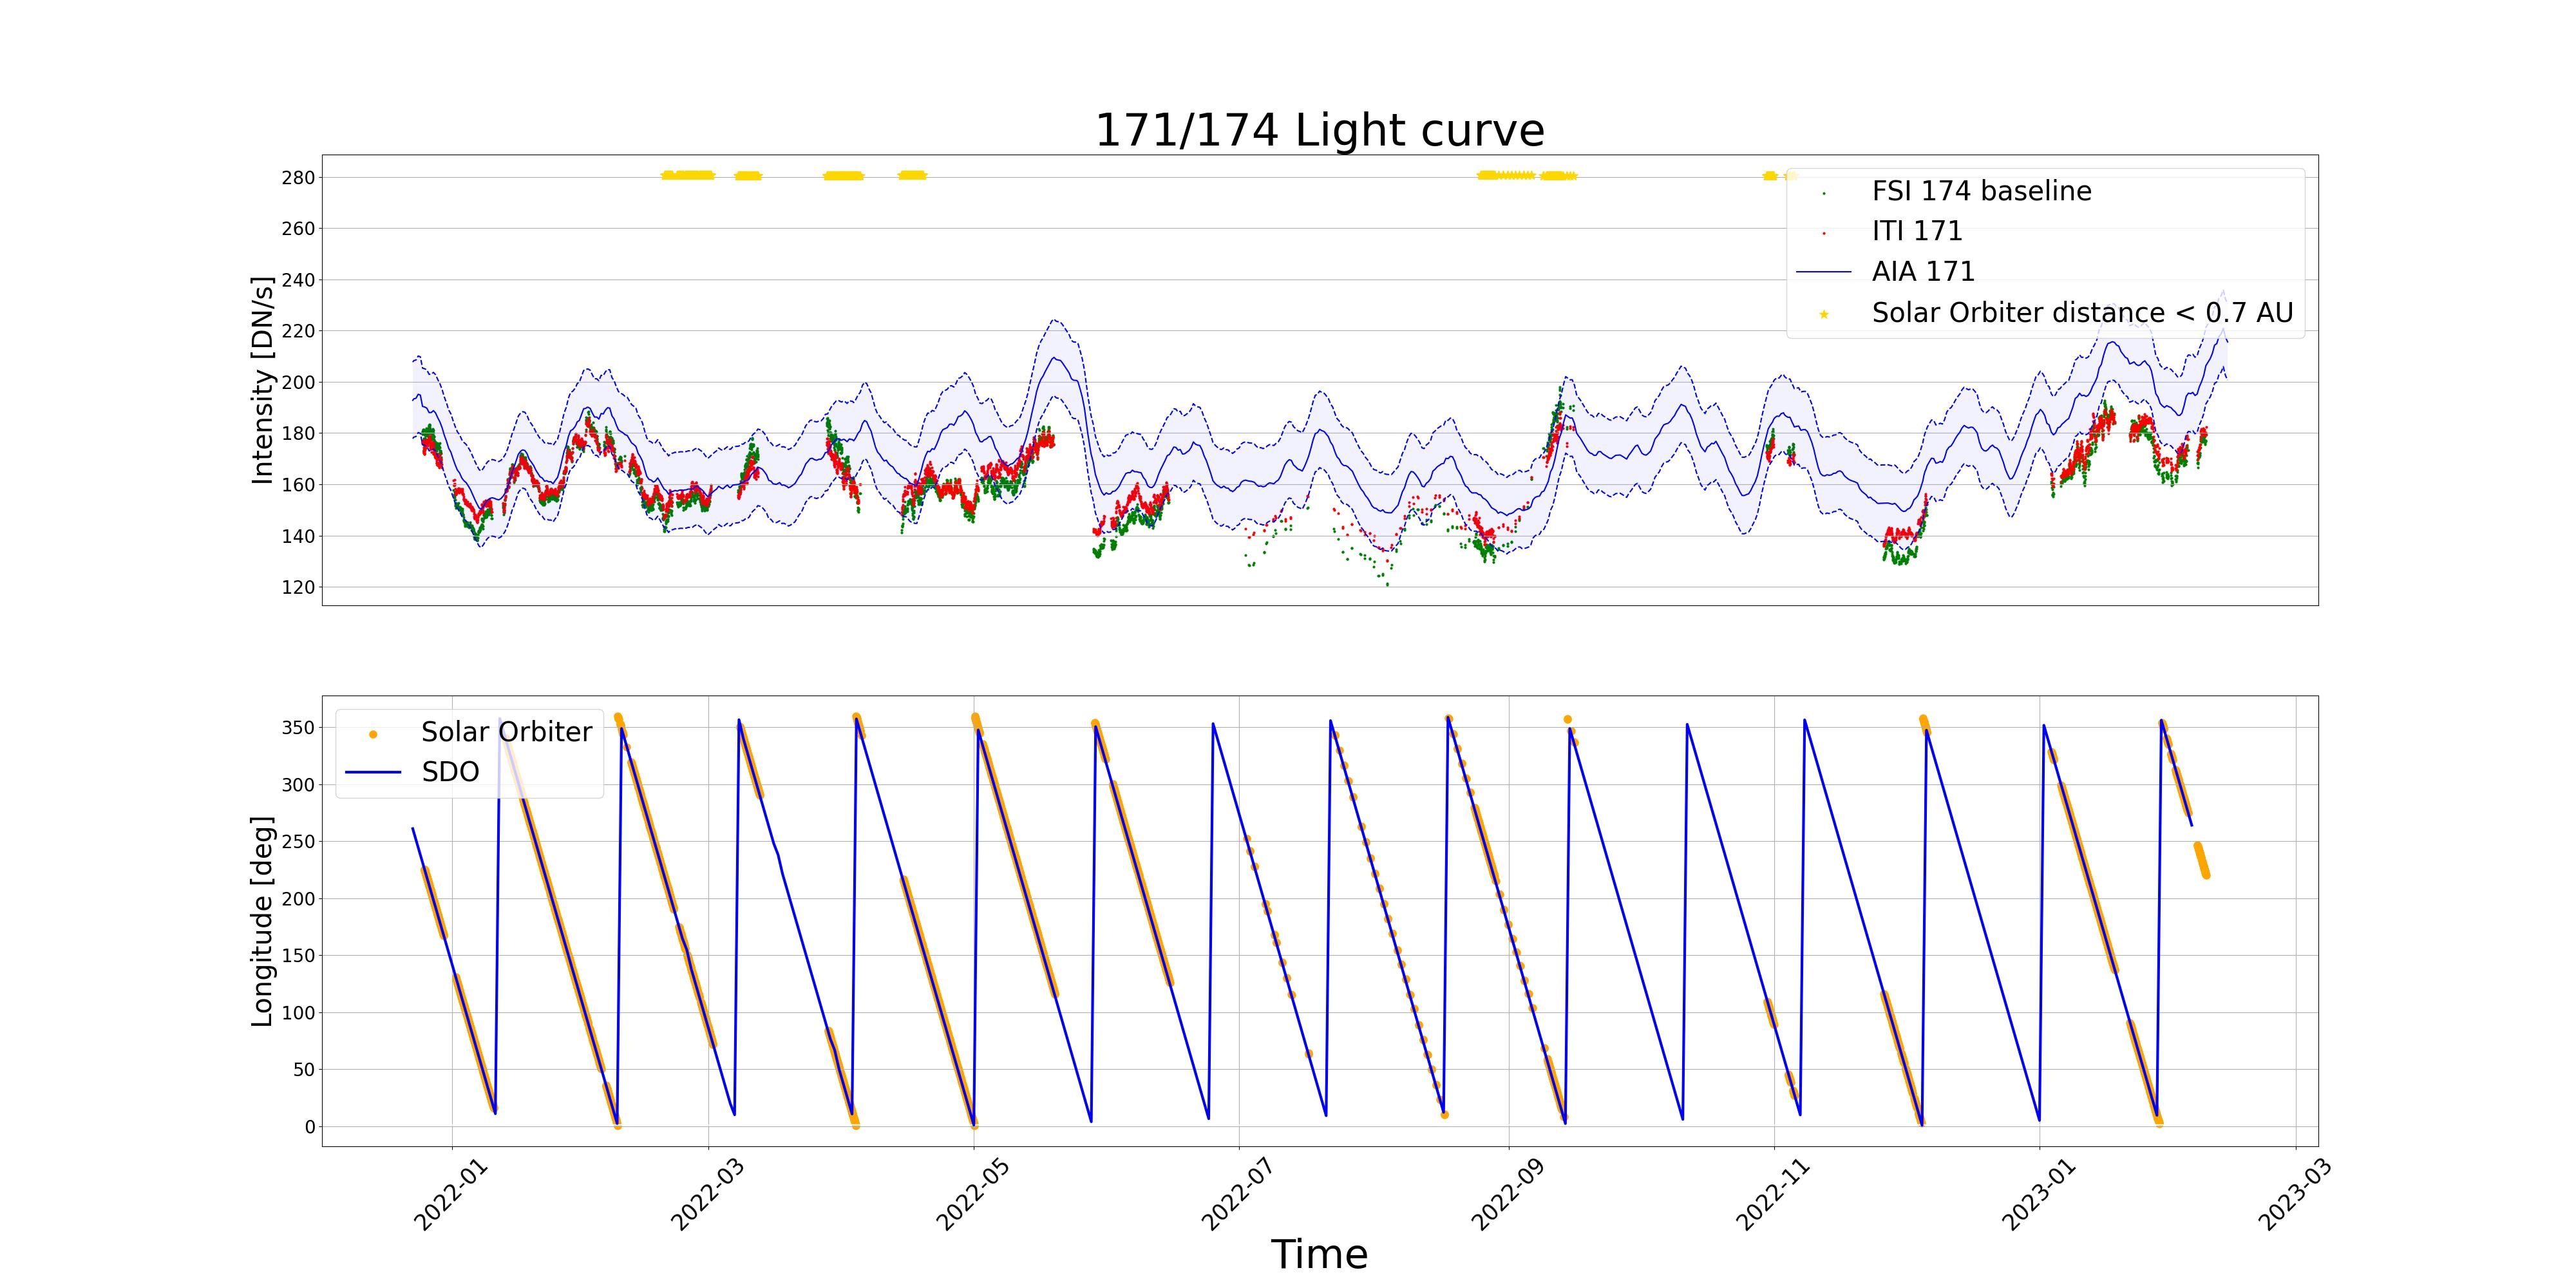 171/174 Light curve
Intensity [DN/s]
280
260
240
220
200
180
160
140
120
FSI 174 baseline
ITI 171
AIA 171
Solar Orbiter distance < 0.7 AU
Longitude [deg]
350
300
250
200
150
100
50
0
Solar Orbiter
SDO
2022-01
2022-03
2022-05
2022-07
2022-09
2022-11
2023-01
2023-03
Time